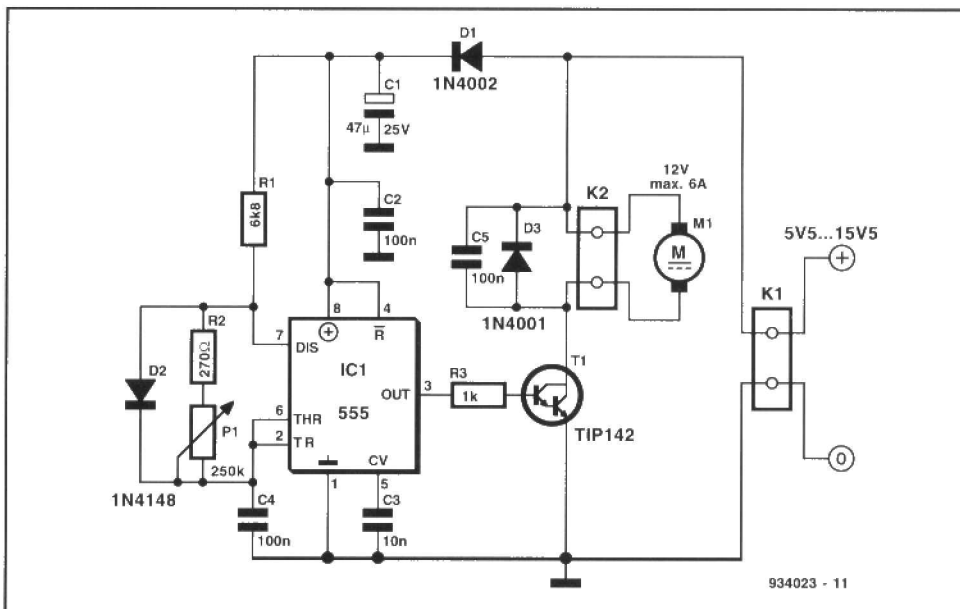 D1
1N4002
C1
47µ
25V
R1
6k8
C2
100n
12V
max. 6A
K2
M1
M
5V5...15V5
+
C5
100n
D3
1N4001
K1
R2
270Ω
D2
P1
250k
1N4148
8
4
+
R
7
DIS
IC1
555
OUT
3
6
THR
2
TR
CV
1
5
R3
1k
T1
TIP142
C4
100n
C3
10n
0
934023 - 11